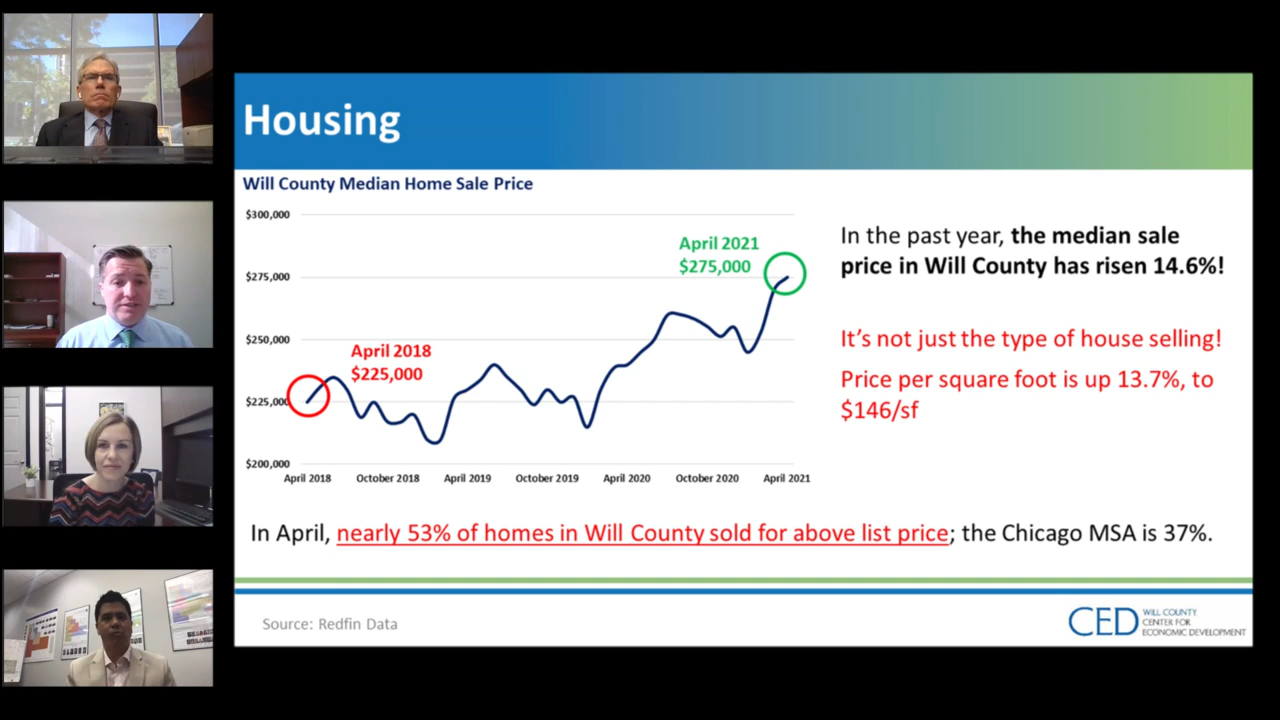 Housing
Will County Median Home Sale Price
$300,000
$275,000
$250,000
$225,000
$200,000
April 2018
$225,000
April 2021
$275,000
April 2018 October 2018 April 2019 October 2019 April 2020 October 2020 April 2021
In the past year, the median sale
price in Will County has risen 14.6%!
It's not just the type of house selling!
Price per square foot is up 13.7%, to
$146/sf
In April, nearly 53% of homes in Will County sold for above list price; the Chicago MSA is 37%.
Source: Redfin Data
CED
WILL COUNTY
CENTER FOR
ECONOMIC DEVELOPMENT